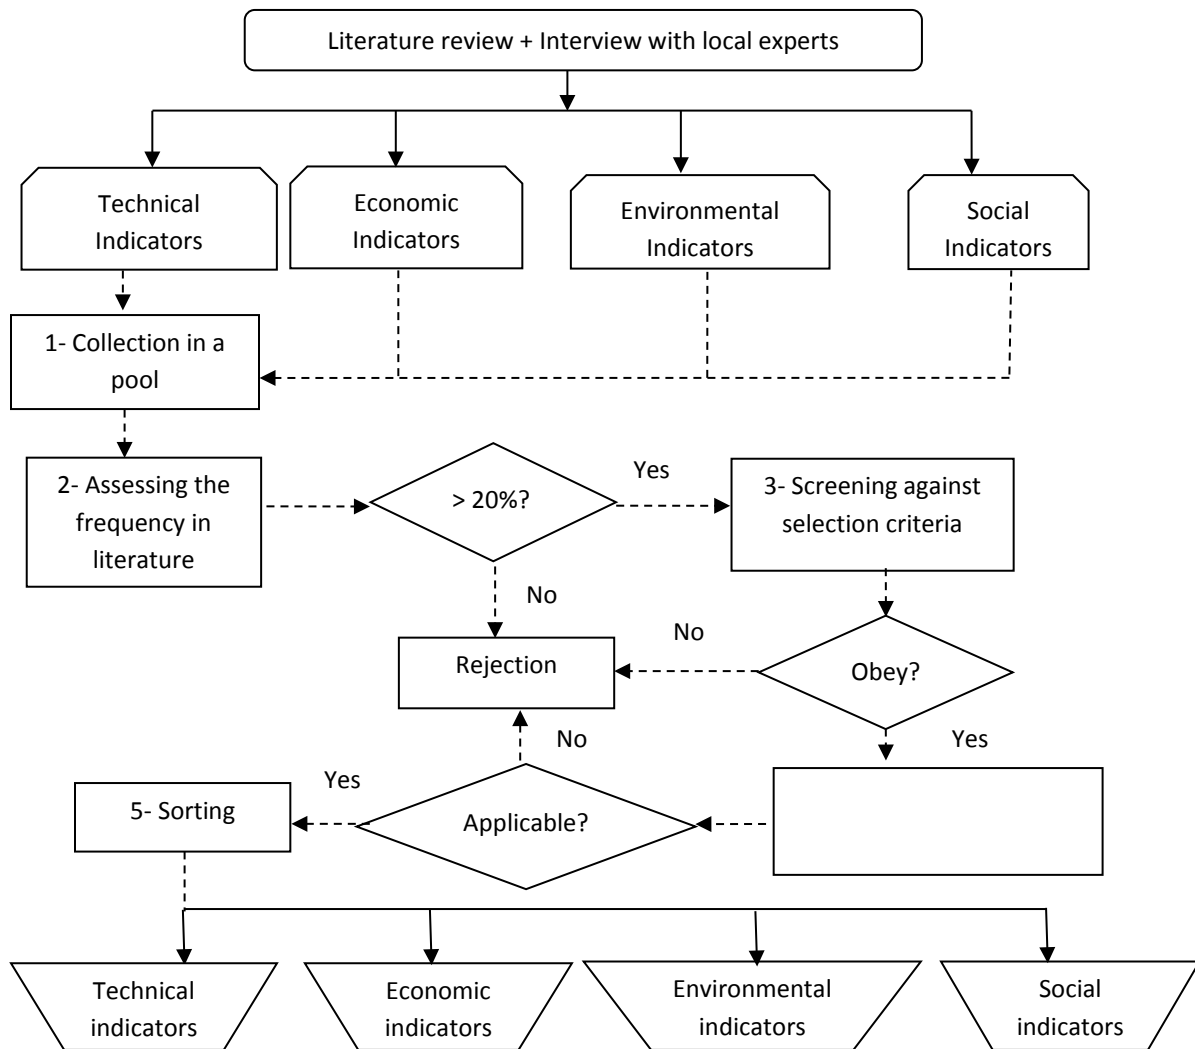 Literature review + Interview with local experts
Technical
Indicators
Economic
Indicators
Environmental
Indicators
Social
Indicators
1- Collection in a
pool
2- Assessing the
frequency in
literature
> 20%?
Yes
3- Screening against
selection criteria
No
Rejection
No
Obey?
No
Yes
5- Sorting
Yes
Applicable?
Technical
indicators
Economic
indicators
Environmental
indicators
Social
indicators